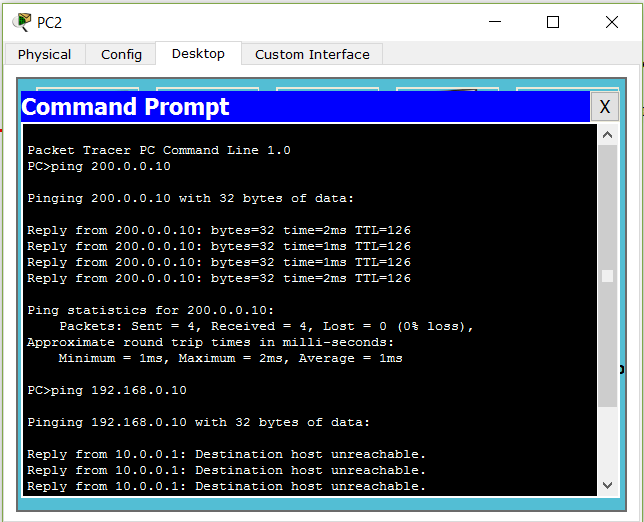 PC2
Physical Config Desktop Custom Interface
Command Prompt X
Packet Tracer PC Command Line 1.0
PC>ping 200.0.0.10
Pinging 200.0.0.10 with 32 bytes of data:
Reply from 200.0.0.10: bytes=32 time=2ms TTL=126
Reply from 200.0.0.10: bytes=32 time=1ms TTL=126
Reply from 200.0.0.10: bytes=32 time=1ms TTL=126
Reply from 200.0.0.10: bytes=32 time=2ms TTL=126
Ping statistics for 200.0.0.10:
Packets: Sent = 4, Received = 4, Lost = 0 (0% loss),
Approximate round trip times in milli-seconds:
Minimum = 1ms, Maximum = 2ms, Average = 1ms
PC>ping 192.168.0.10
Pinging 192.168.0.10 with 32 bytes of data:
Reply from 10.0.0.1: Destination host unreachable.
Reply from 10.0.0.1: Destination host unreachable.
Reply from 10.0.0.1: Destination host unreachable.